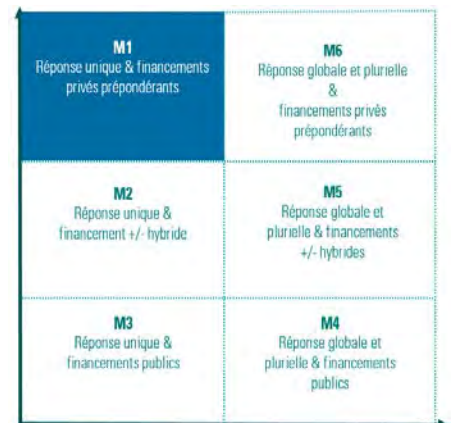 M1
Réponse unique & financements
privés prépondérants
M6
Réponse globale et plurielle
&
financements privés
prépondérants
M2
Réponse unique &
financement +/- hybride
M5
Réponse globale et
plurielle & financements
+/- hybrides
M3
Réponse unique &
financements publics
M4
Réponse globale et
plurielle & financements
publics